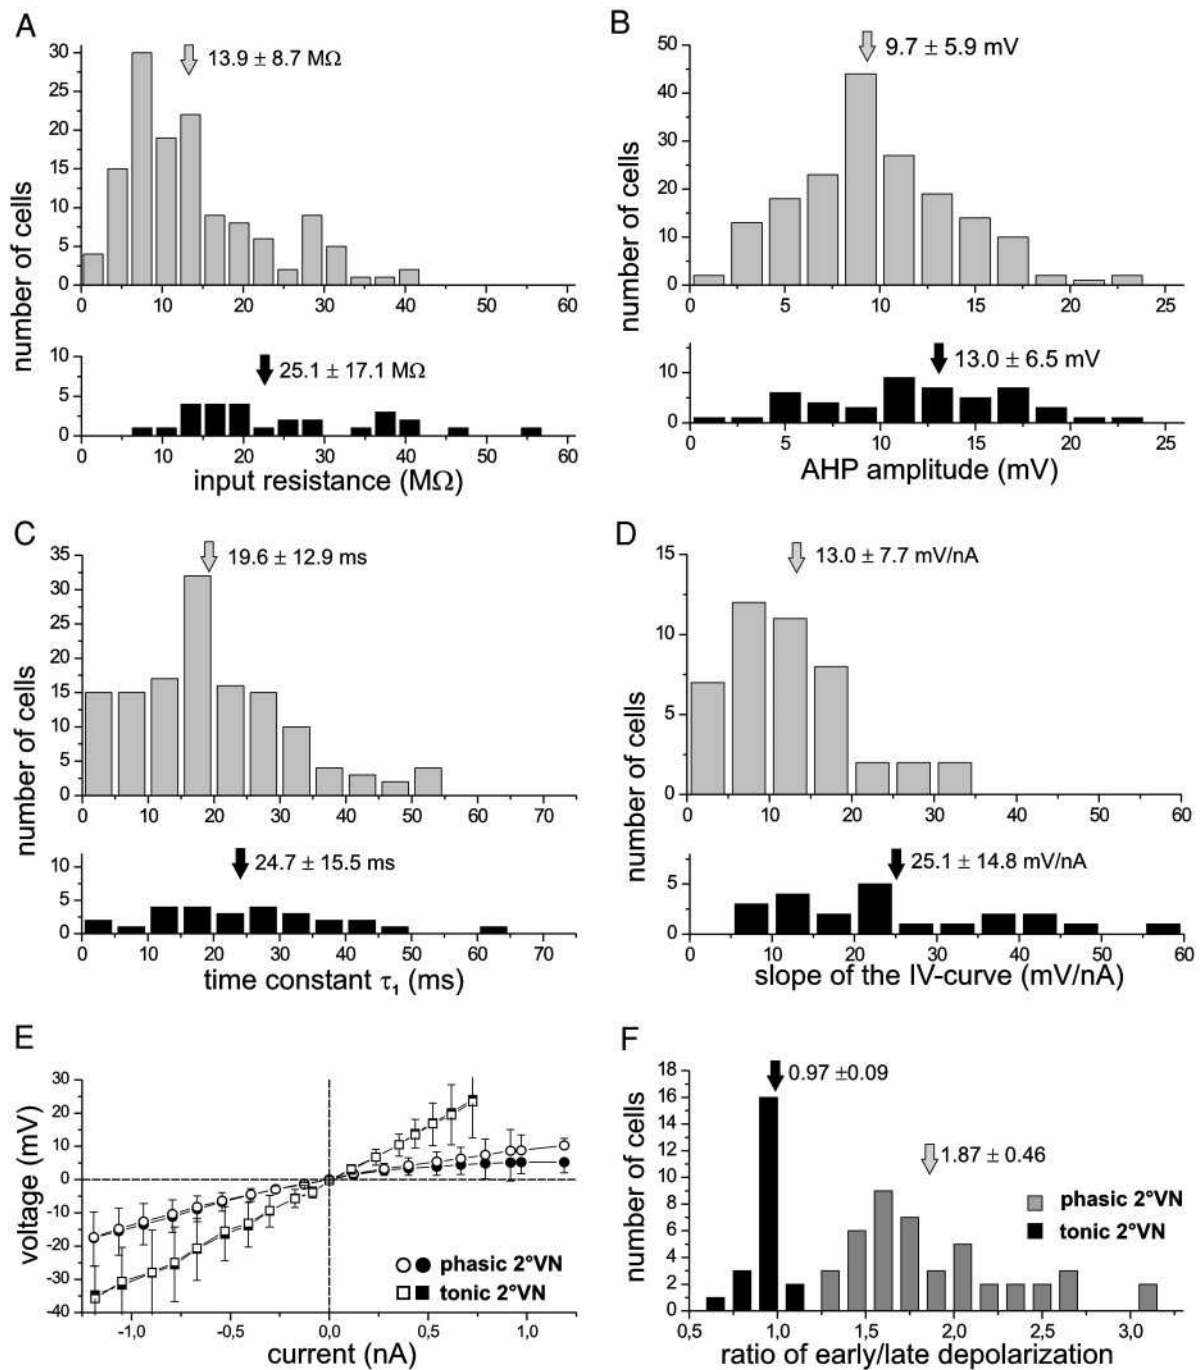 A
number of cells
30
25
20
15
10
5
0
13.9 ± 8.7 MΩ
0 10 20 30 40 50 60
10
5
0
25.1 ± 17.1 MΩ
0 10 20 30 40 50 60
input resistance (MΩ)
B
number of cells
50
40
30
20
10
0
9.7 ± 5.9 mV
0 5 10 15 20 25
10
0
13.0 ± 6.5 mV
0 5 10 15 20 25
AHP amplitude (mV)
C
number of cells
35
30
25
20
15
10
5
0
19.6 ± 12.9 ms
0 10 20 30 40 50 60 70
10
5
0
24.7 ± 15.5 ms
0 10 20 30 40 50 60 70
time constant τ1 (ms)
D
number of cells
15
10
5
0
13.0 ± 7.7 mV/nA
0 10 20 30 40 50 60
5
0
25.1 ± 14.8 mV/nA
0 10 20 30 40 50 60
slope of the IV-curve (mV/nA)
E
voltage (mV)
30
20
10
0
-10
-20
-30
-40
phasic 2°VN
tonic 2°VN
-1,0 -0,5 0,0 0,5 1,0
current (nA)
F
number of cells
18
16
14
12
10
8
6
4
2
0
0.97 ±0.09
1.87 ± 0.46
phasic 2°VN
tonic 2°VN
0,5 1,0 1,5 2,0 2,5 3,0
ratio of early/late depolarization